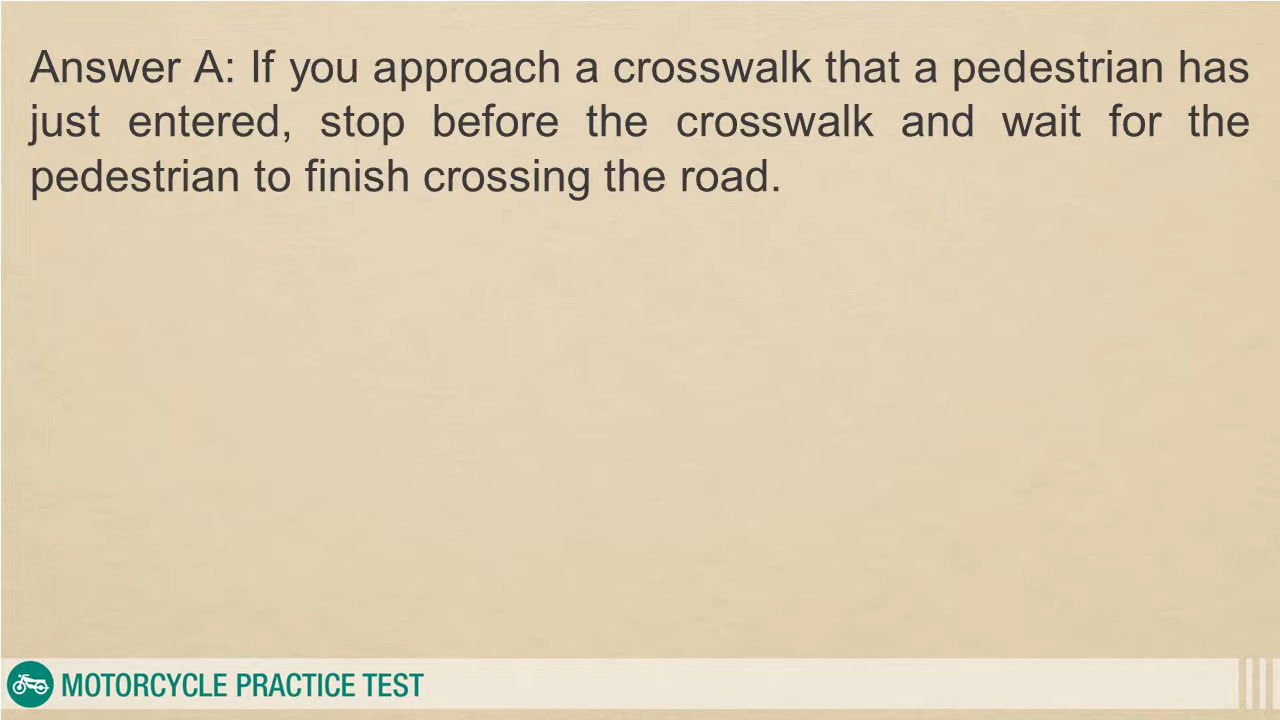 Answer A: If you approach a crosswalk that a pedestrian has
just entered, stop before the crosswalk and wait for the
pedestrian to finish crossing the road.
MOTORCYCLE PRACTICE TEST